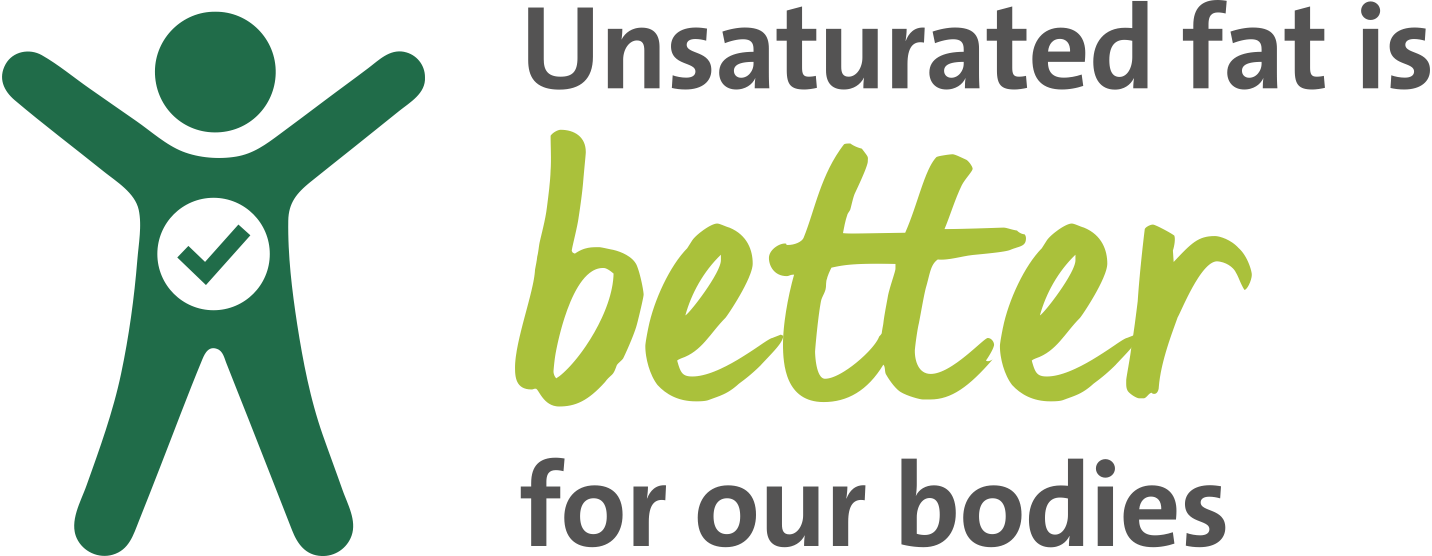 Unsaturated fat is
better
for our bodies